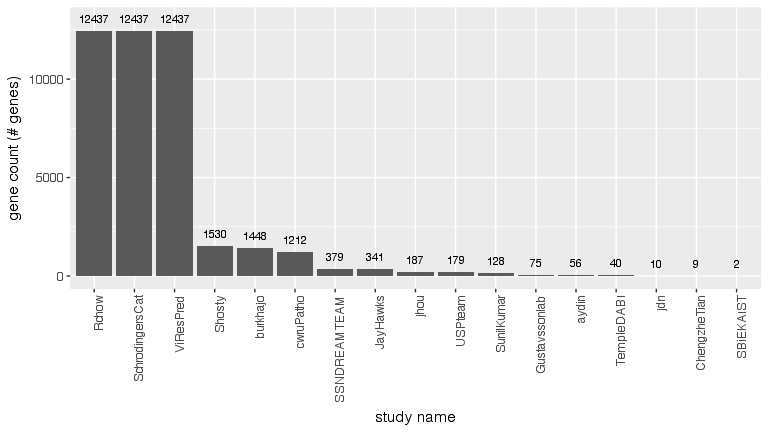 12437 12437 12437
1530 1448 1212
379 341 187 179 128 75 56 40 10 9 2
10000
5000
0
gene count (# genes)
Rchow
SchrodingersCat
ViResPred
Shosty
burkhajo
cwruPatho
SSNDREAMTEAM
JayHawks
jhou
USPteam
SunilKumar
Gustavssonlab
aydin
TempleDABI
jdn
ChengzheTian
SBiEKAIST
study name